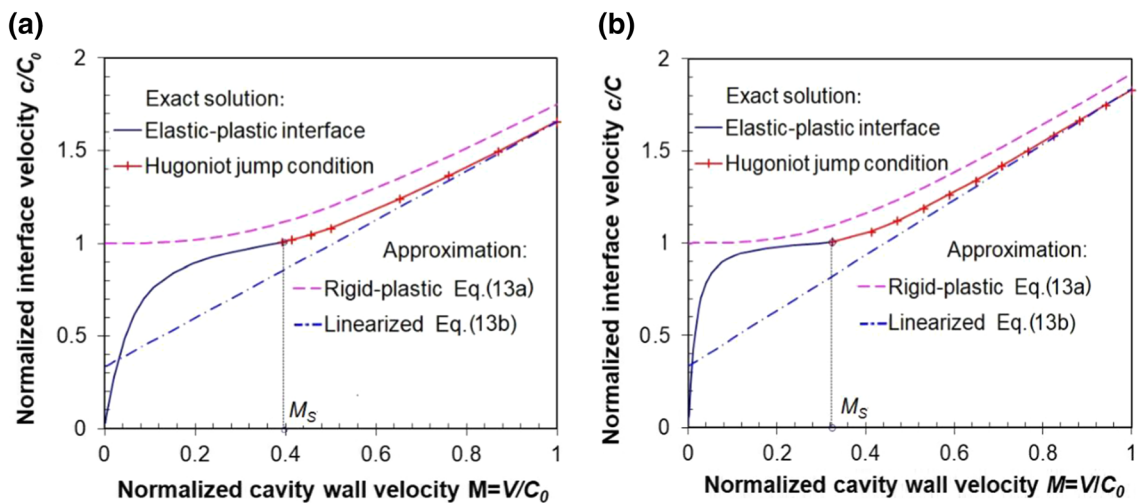 (a)
Normalized interface velocity c/C₀
2
1.5
1
0.5
0
Exact solution:
Elastic-plastic interface
Hugoniot jump condition
Approximation:
Rigid-plastic Eq.(13a)
Linearized Eq.(13b)
M_S
0 0.2 0.4 0.6 0.8 1
Normalized cavity wall velocity M=V/C₀
(b)
Normalized interface velocity c/C
2
1.5
1
0.5
0
Exact solution:
Elastic-plastic interface
Hugoniot jump condition
Approximation:
Rigid-plastic Eq.(13a)
Linearized Eq.(13b)
M_S
0 0.2 0.4 0.6 0.8 1
Normalized cavity wall velocity M=V/C₀